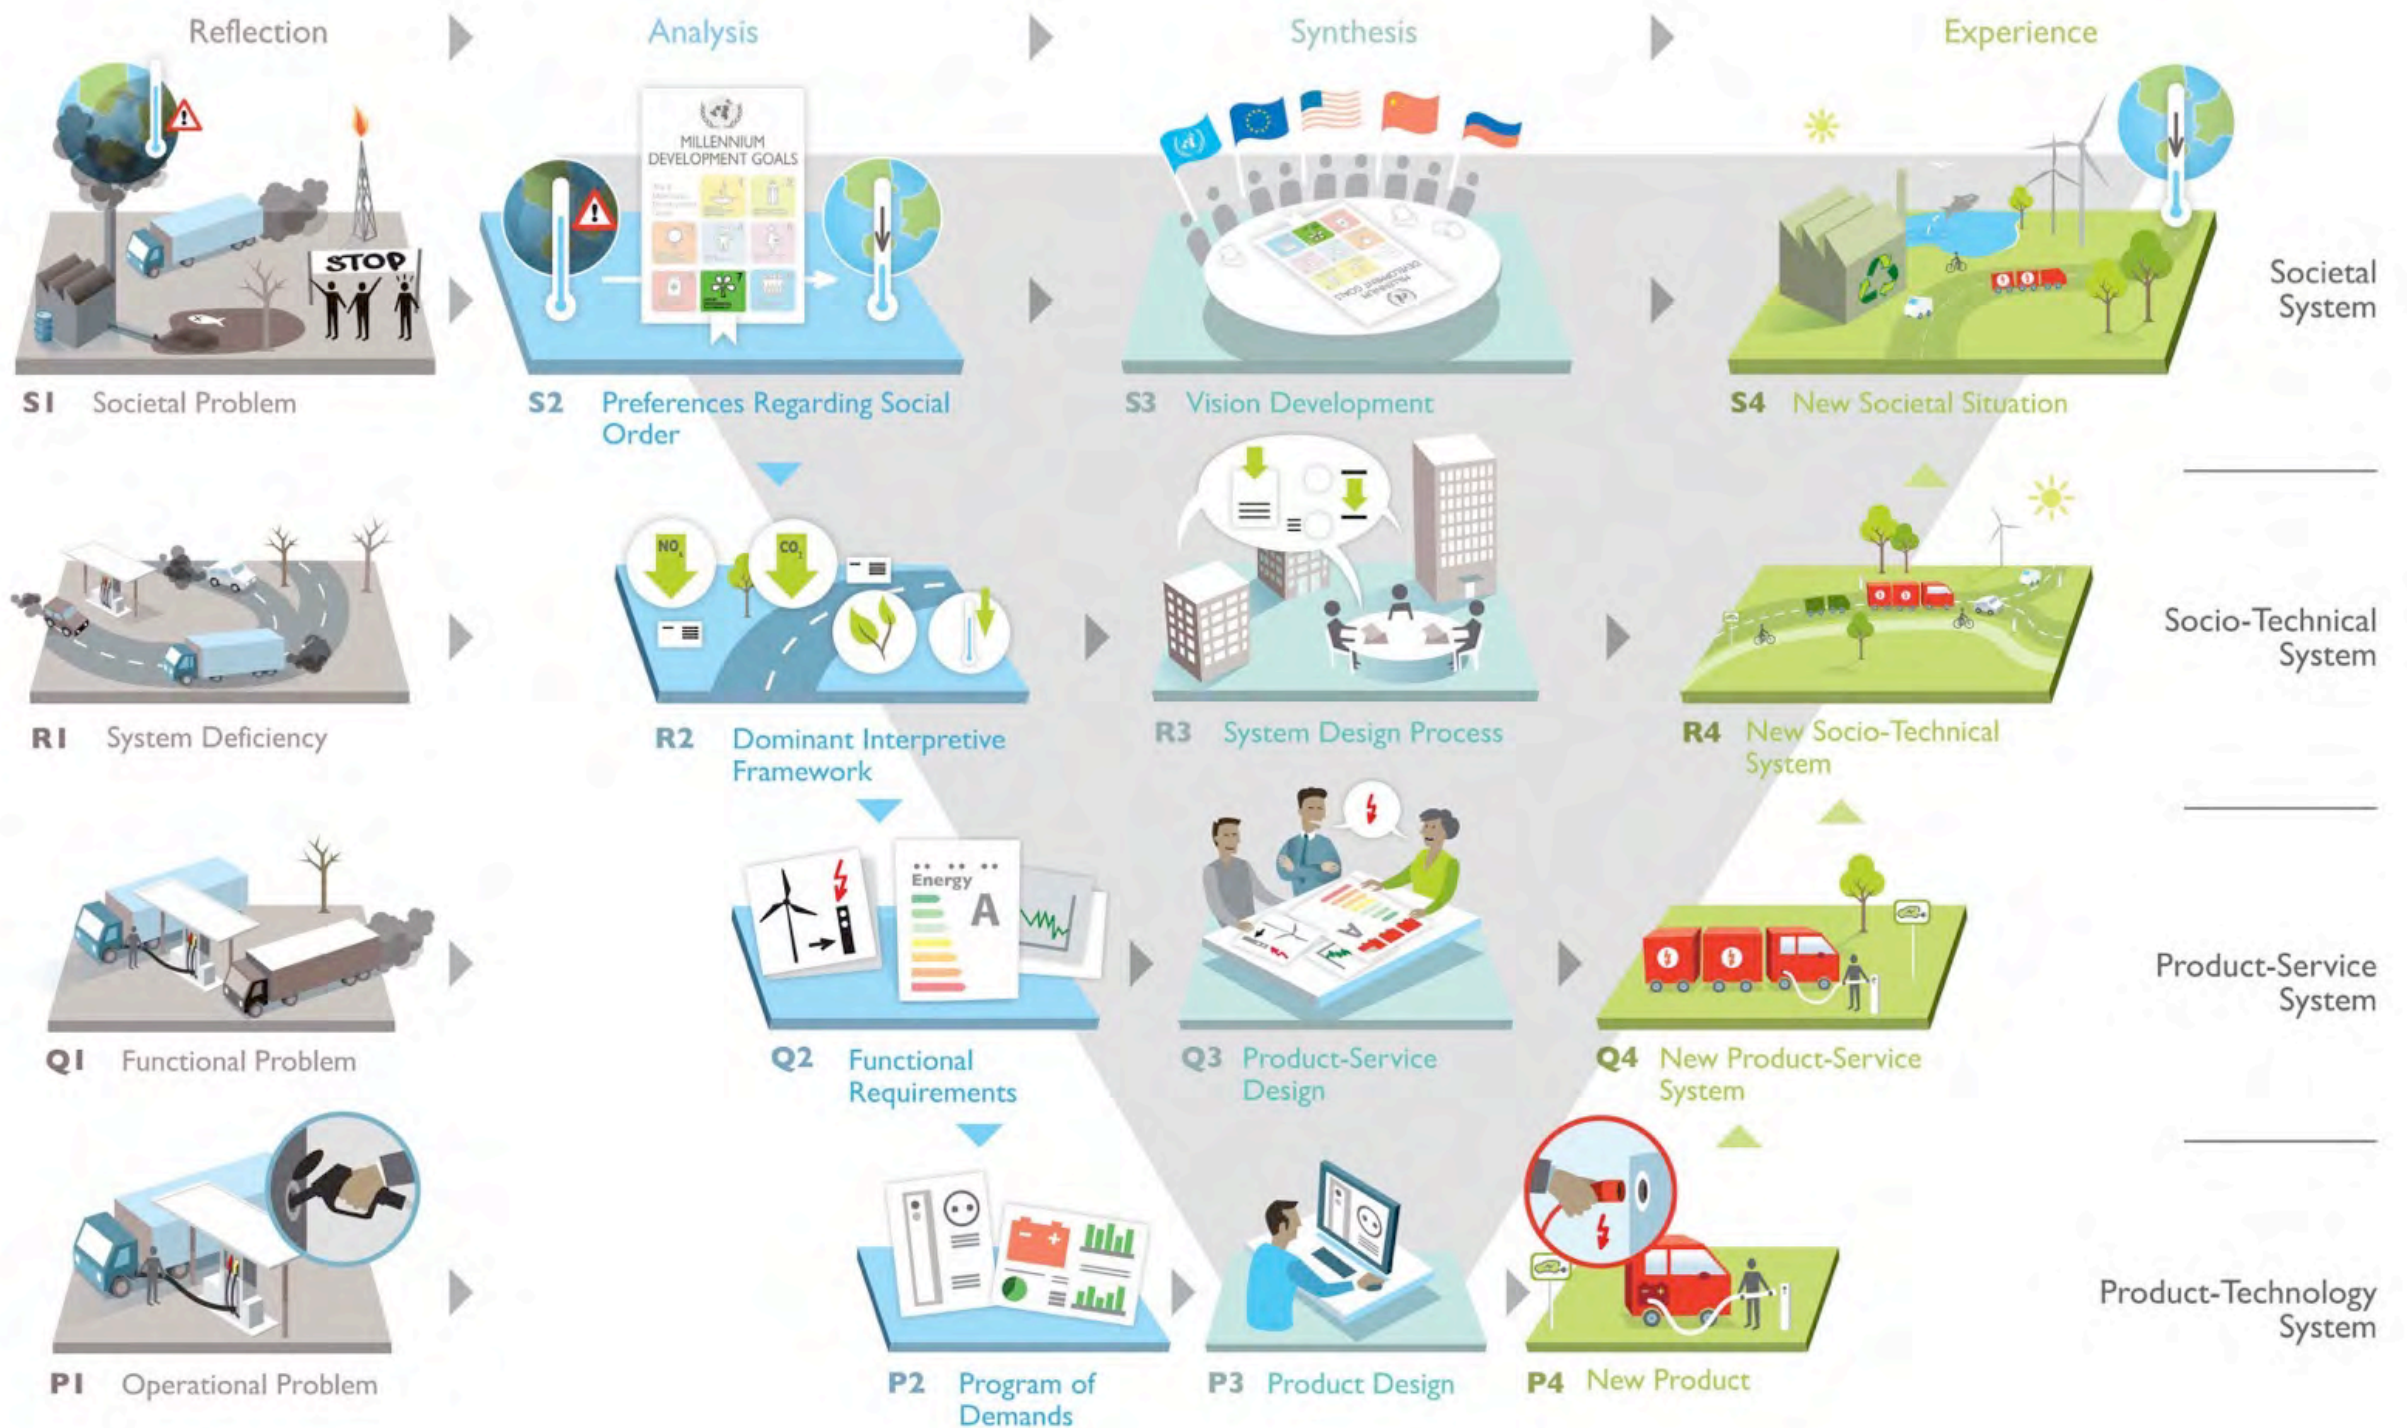 Reflection
Analysis
Synthesis
Experience
MILLENNIUM
DEVELOPMENT GOALS
7
STOP
MILLENNIUM
DEVELOPMENT GOALS
Societal
System
S1 Societal Problem
S2 Preferences Regarding Social
Order
S3 Vision Development
S4 New Societal Situation
NOx
CO2
Socio-Technical
System
R1 System Deficiency
R2 Dominant Interpretive
Framework
R3 System Design Process
R4 New Socio-Technical
System
Energy
A
A
Product-Service
System
Q1 Functional Problem
Q2 Functional
Requirements
Q3 Product-Service
Design
Q4 New Product-Service
System
Product-Technology
System
P1 Operational Problem
P2 Program of
Demands
P3 Product Design
P4 New Product